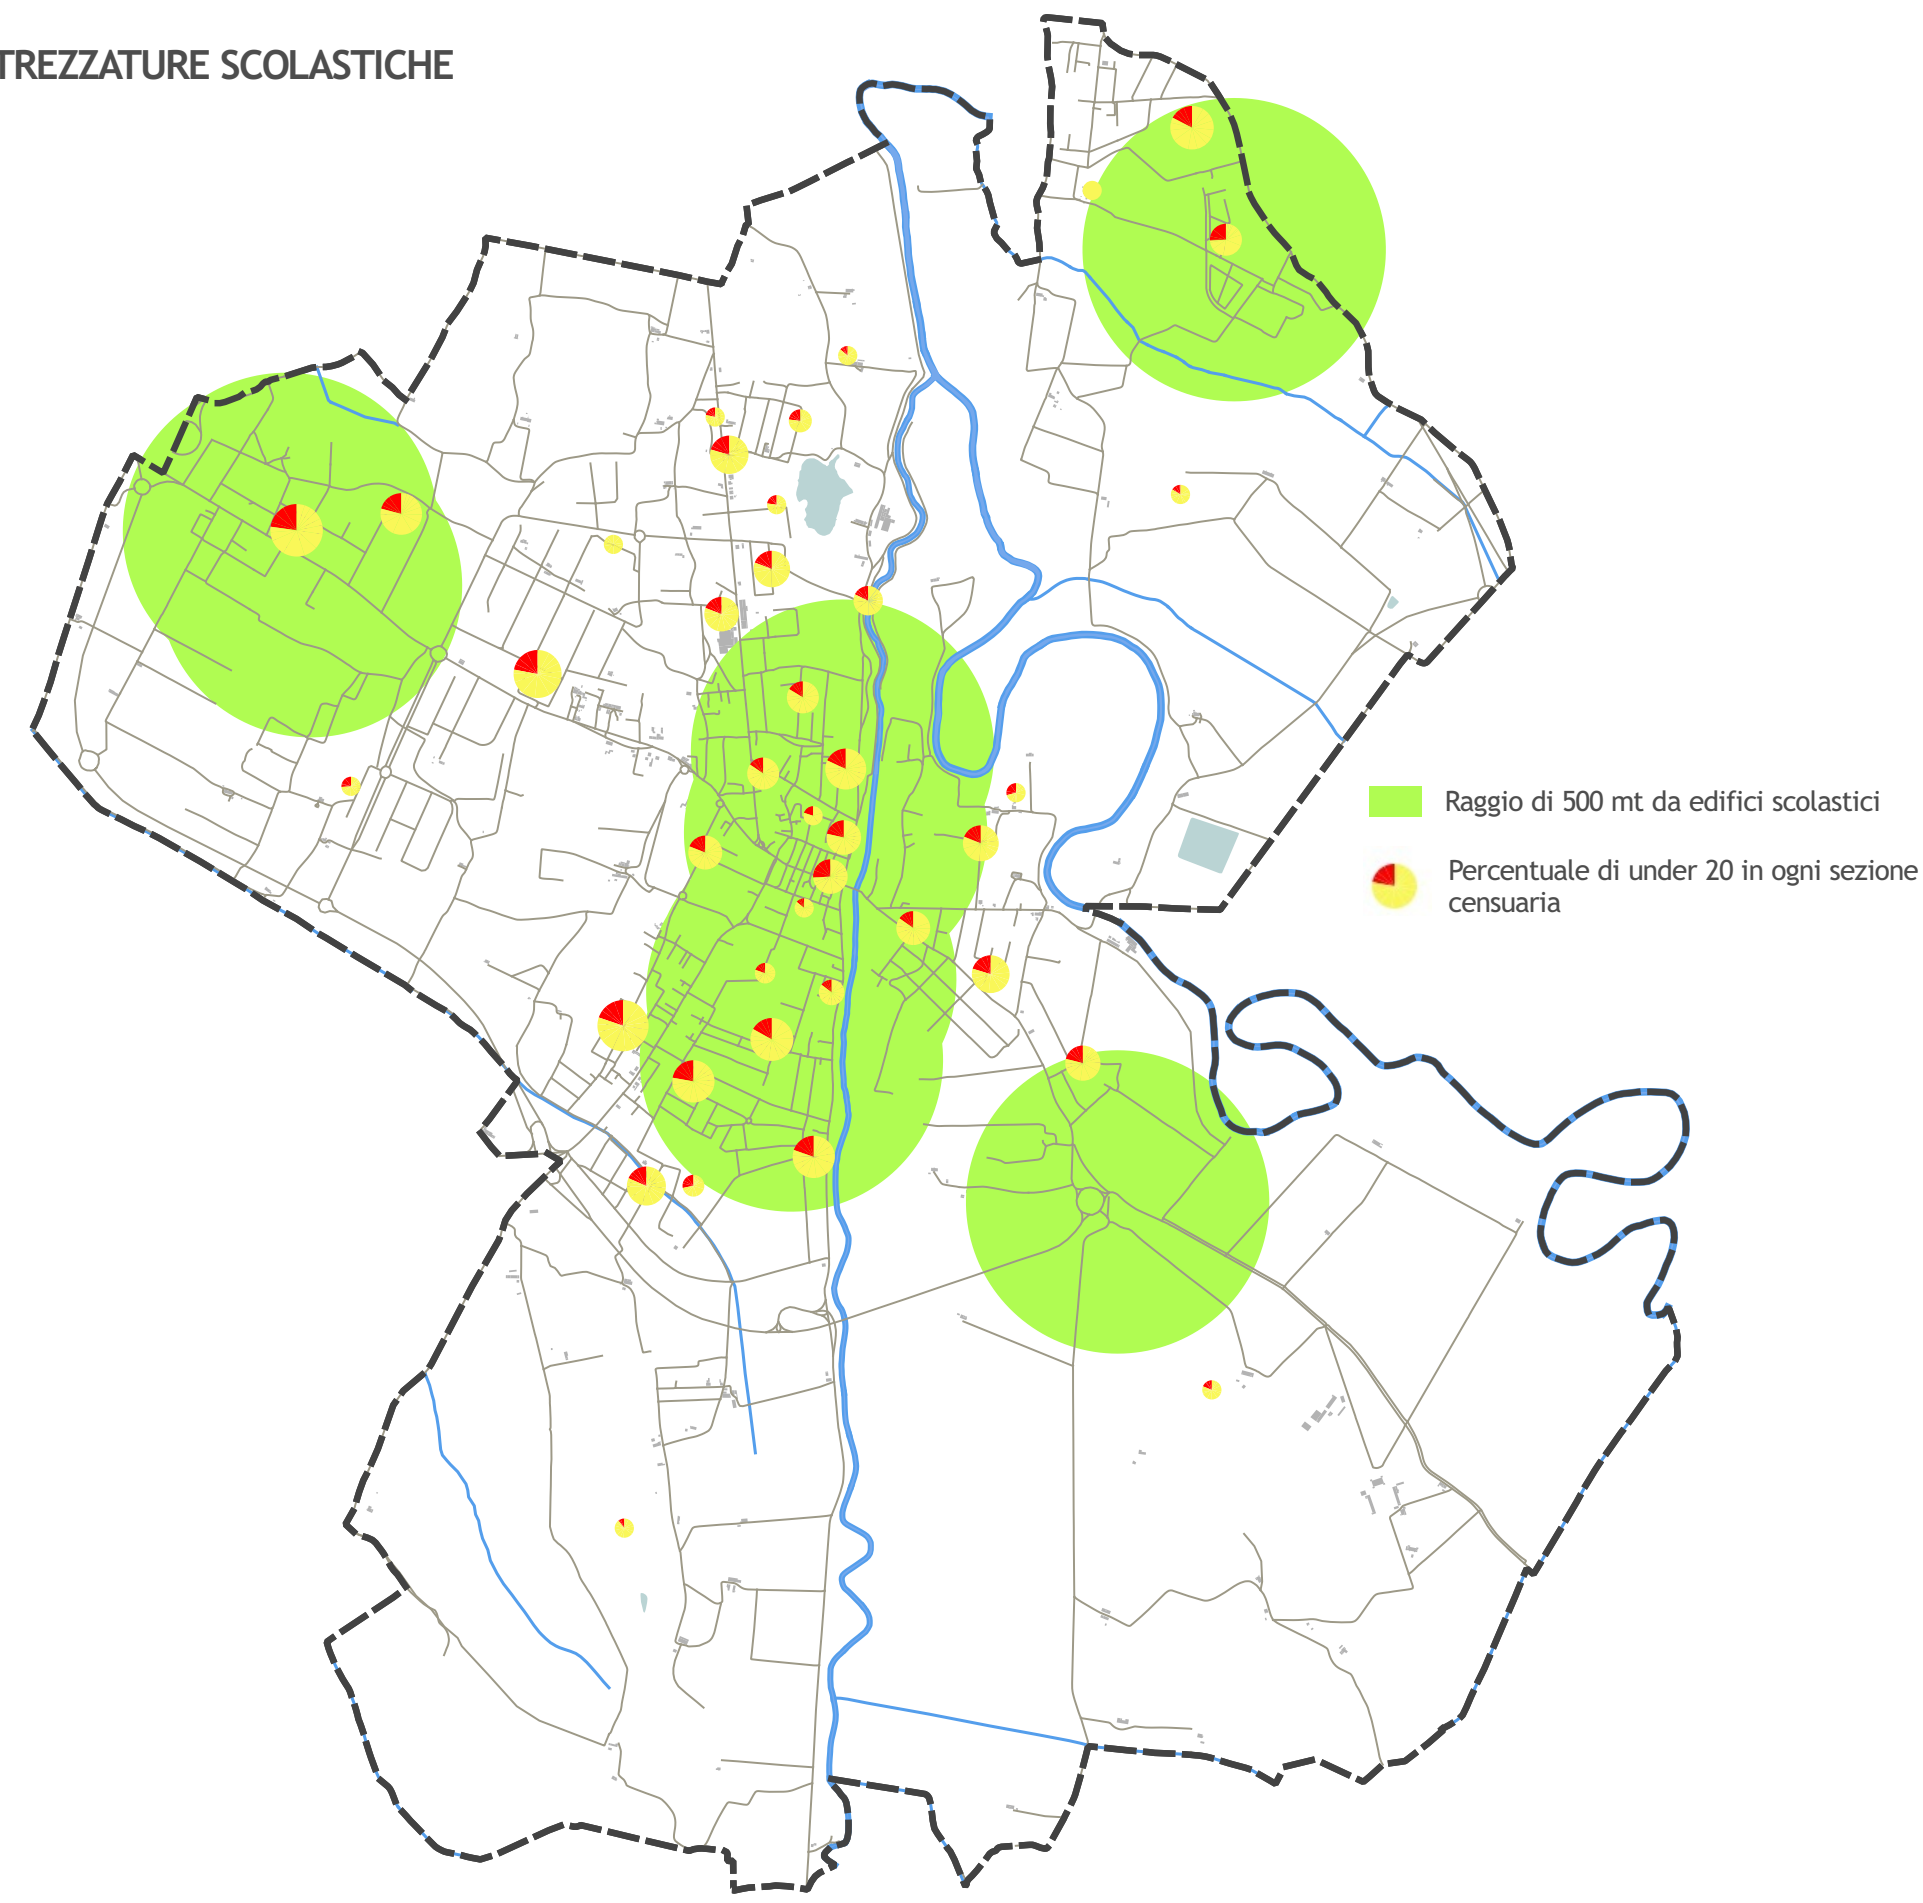 TREZZATURE SCOLASTICHE
Raggio di 500 mt da edifici scolastici
Percentuale di under 20 in ogni sezione
censuaria